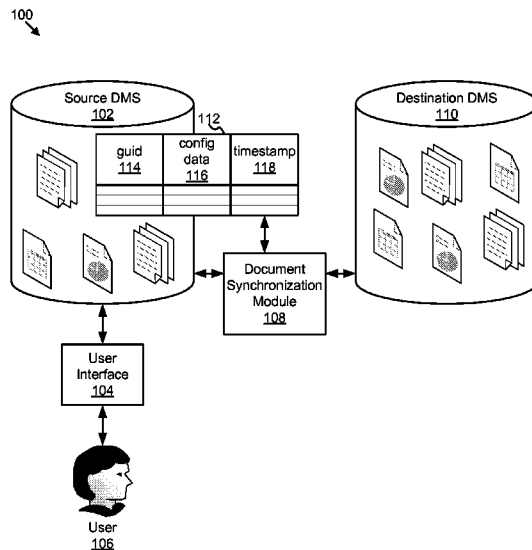 100
Source DMS
102
Destination DMS
110
112
guid
114
config
data
116
timestamp
118
Document
Synchronization
Module
108
User
Interface
104
User
106